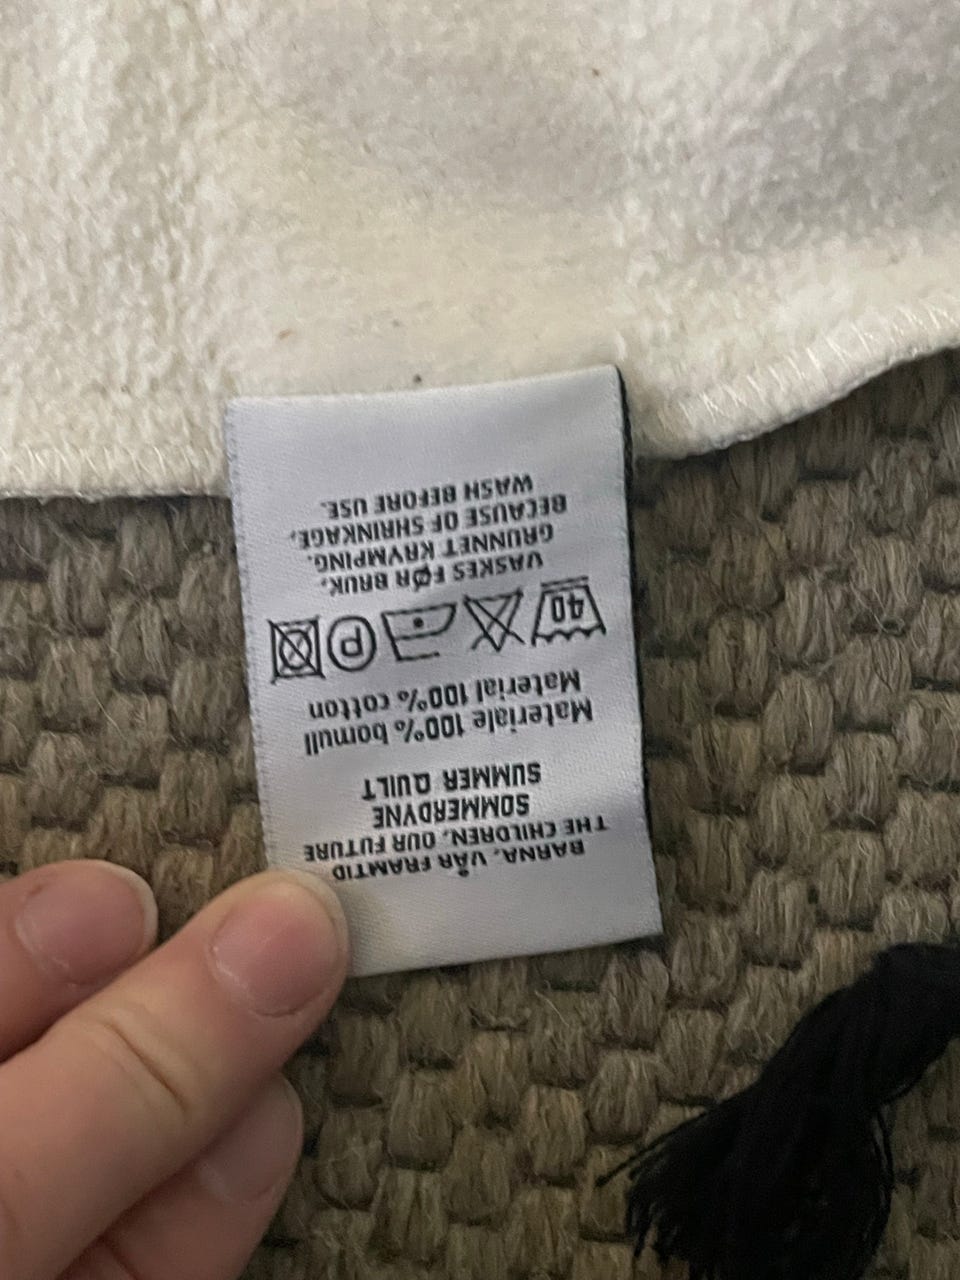 BARNA, VÅR FRAMTID
THE CHILDREN, OUR FUTURE
SOMMERDYNE
SUMMER QUILT
Materiale 100% bomull
Material 100% cotton
40 P
VASKES FØR BRUK,
GRUNNET KRYMPING.
BECAUSE OF SHRINKAGE,
WASH BEFORE USE.